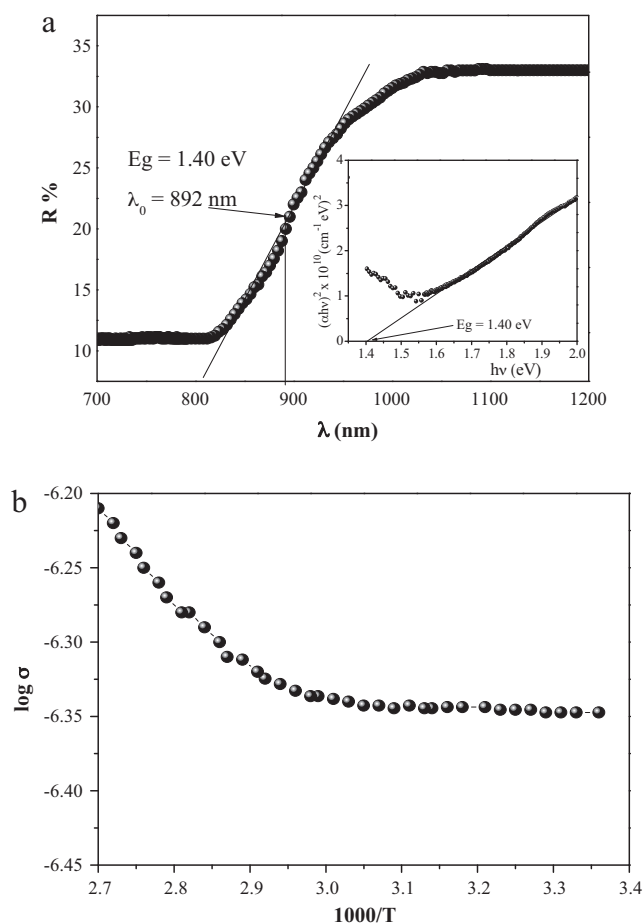 a
35
30
25
20
15
10
R %
Eg = 1.40 eV
λ₀ = 892 nm
700 800 900 1000 1100 1200
λ (nm)
4
3
2
1
0
(αhν)² x 10¹⁰(cm⁻¹ eV)²
Eg = 1.40 eV
1.4 1.5 1.6 1.7 1.8 1.9 2.0
hν (eV)
b
-6.20
-6.25
-6.30
-6.35
-6.40
-6.45
log σ
2.7 2.8 2.9 3.0 3.1 3.2 3.3 3.4
1000/T